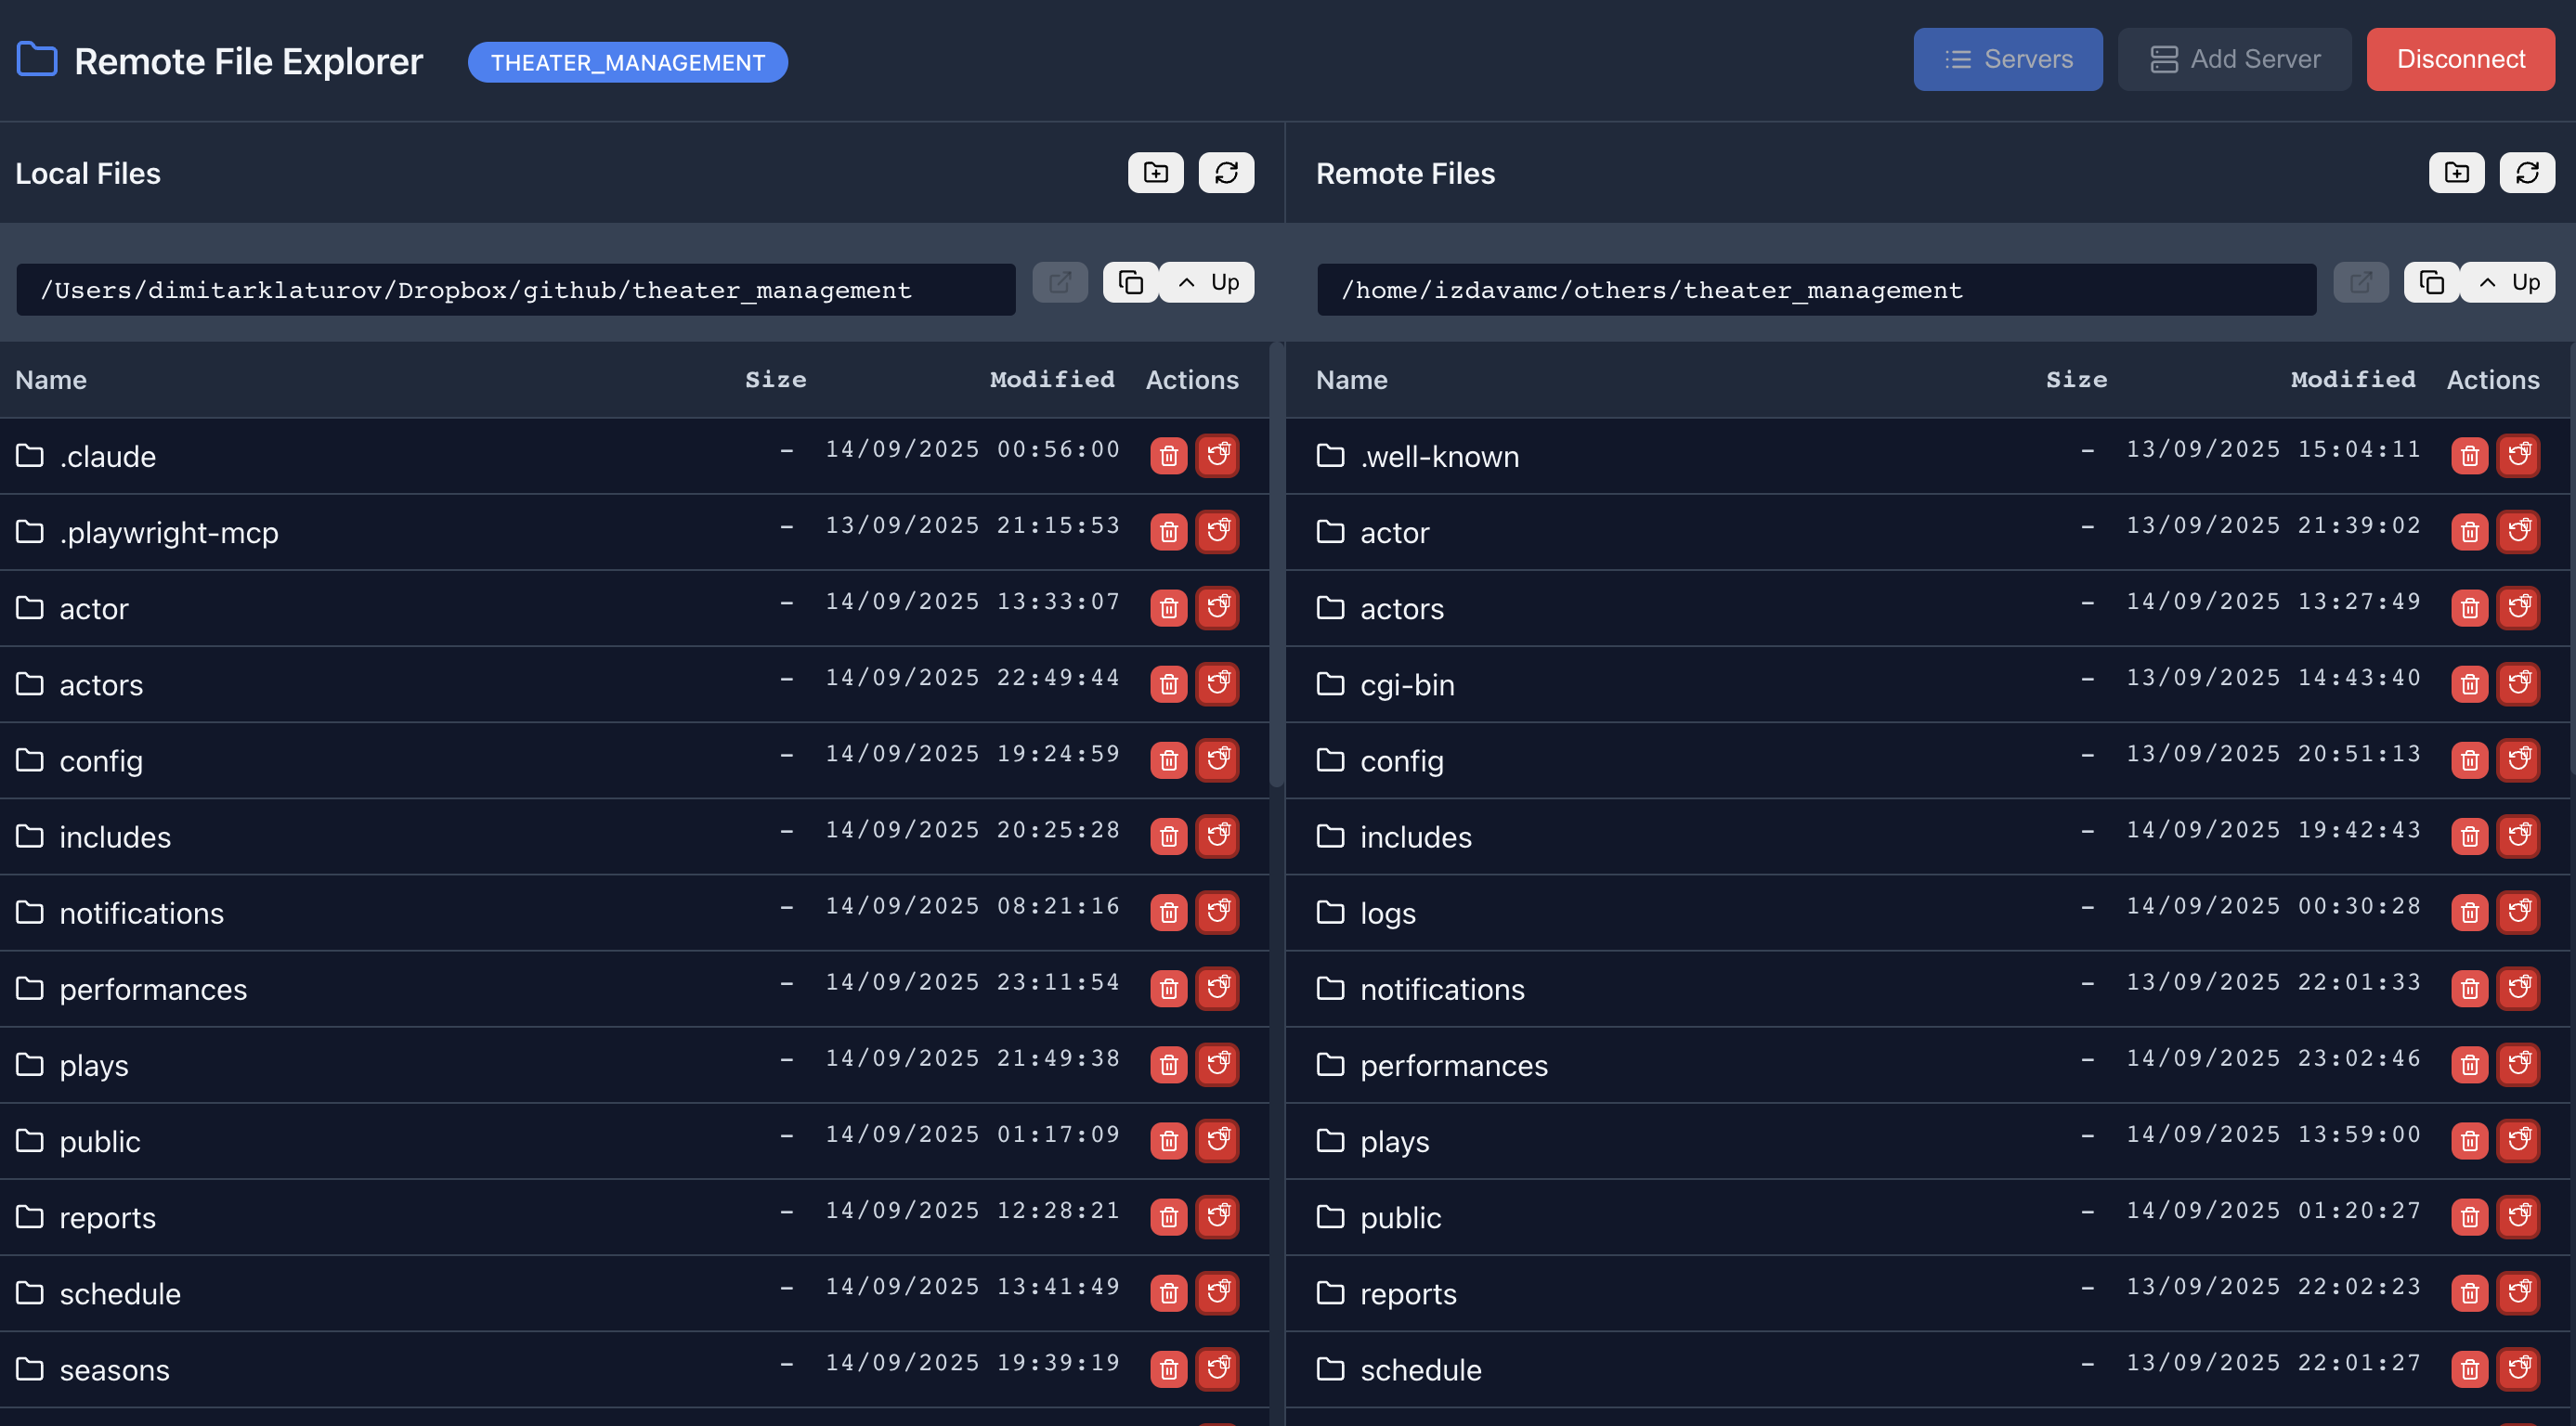 Remote File Explorer THEATER_MANAGEMENT Servers Add Server Disconnect
Local Files
/Users/dimitarklaturov/Dropbox/github/theater_management Up
Name Size Modified Actions
.claude – 14/09/2025 00:56:00
.playwright-mcp – 13/09/2025 21:15:53
actor – 14/09/2025 13:33:07
actors – 14/09/2025 22:49:44
config – 14/09/2025 19:24:59
includes – 14/09/2025 20:25:28
notifications – 14/09/2025 08:21:16
performances – 14/09/2025 23:11:54
plays – 14/09/2025 21:49:38
public – 14/09/2025 01:17:09
reports – 14/09/2025 12:28:21
schedule – 14/09/2025 13:41:49
seasons – 14/09/2025 19:39:19
Remote Files
/home/izdavamc/others/theater_management Up
Name Size Modified Actions
.well-known – 13/09/2025 15:04:11
actor – 13/09/2025 21:39:02
actors – 14/09/2025 13:27:49
cgi-bin – 13/09/2025 14:43:40
config – 13/09/2025 20:51:13
includes – 14/09/2025 19:42:43
logs – 14/09/2025 00:30:28
notifications – 13/09/2025 22:01:33
performances – 14/09/2025 23:02:46
plays – 14/09/2025 13:59:00
public – 14/09/2025 01:20:27
reports – 13/09/2025 22:02:23
schedule – 13/09/2025 22:01:27